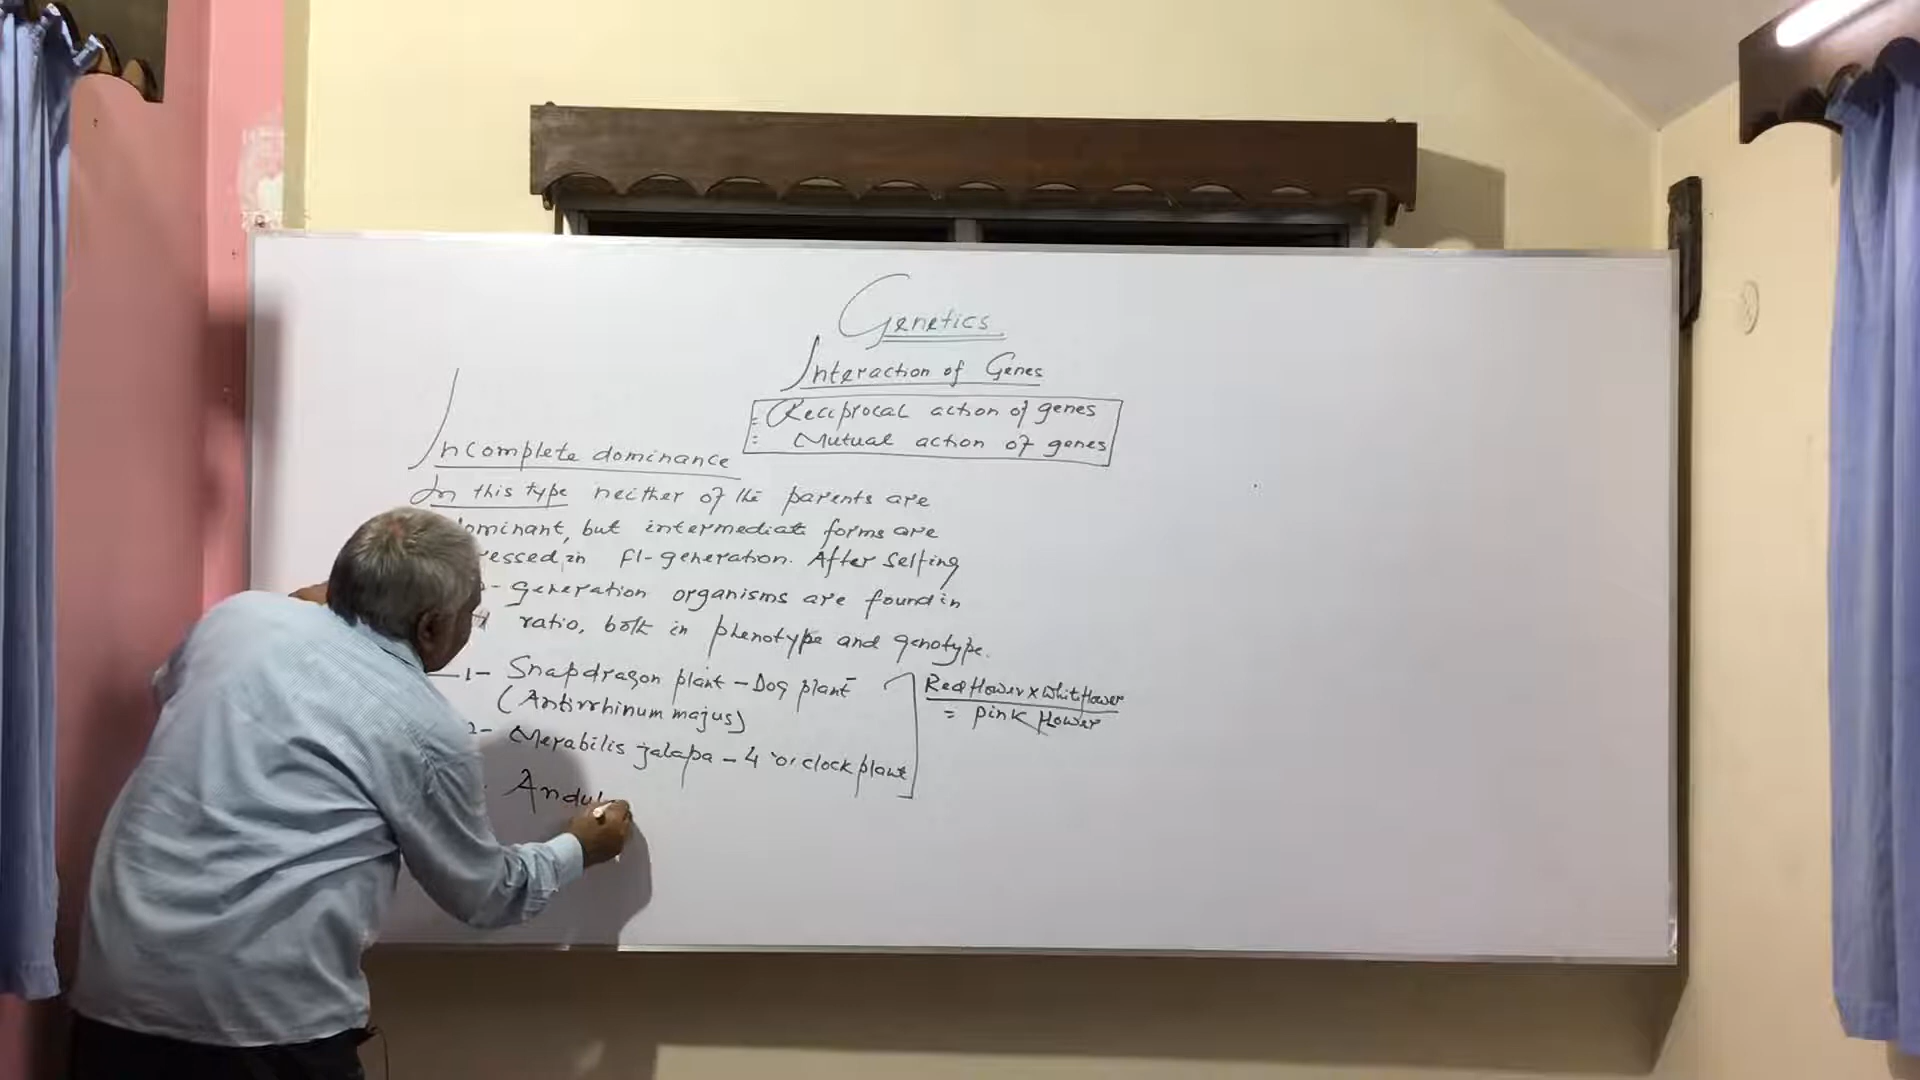 Genetics
Interaction of Genes
= Reciprocal action of genes
= Mutual action of genes
Incomplete dominance
In this type neither of the parents are
ominant, but intermediate forms are
ressed in F1-generation. After selfing
- generation organisms are found in
ratio, both in phenotype and genotype.
1- Snapdragon plant - Dog plant
(Antirrhinum majus)
Red flower x White flower
= Pink flower
2- Merabilis jalapa - 4 'o' clock plant
Andul